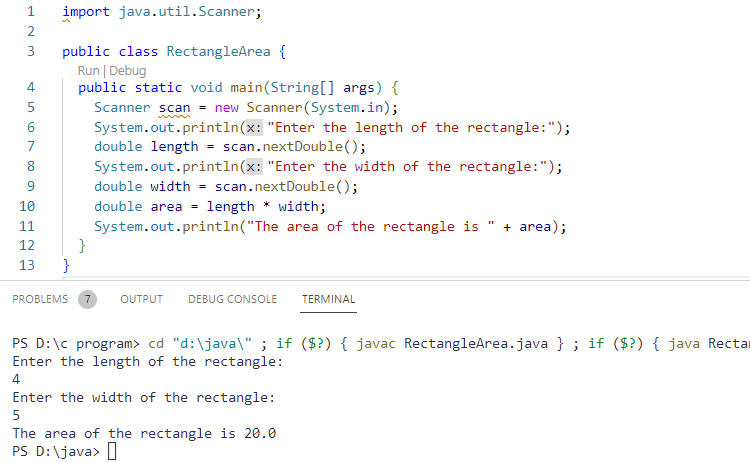 1 import java.util.Scanner;
2
3 public class RectangleArea {
Run | Debug
4 public static void main(String[] args) {
5 Scanner scan = new Scanner(System.in);
6 System.out.println(x: "Enter the length of the rectangle:");
7 double length = scan.nextDouble();
8 System.out.println(x: "Enter the width of the rectangle:");
9 double width = scan.nextDouble();
10 double area = length * width;
11 System.out.println("The area of the rectangle is " + area);
12 }
13 }
PROBLEMS 7 OUTPUT DEBUG CONSOLE TERMINAL
PS D:\c program> cd "d:\java\" ; if ($?) { javac RectangleArea.java } ; if ($?) { java Recta
Enter the length of the rectangle:
4
Enter the width of the rectangle:
5
The area of the rectangle is 20.0
PS D:\java>